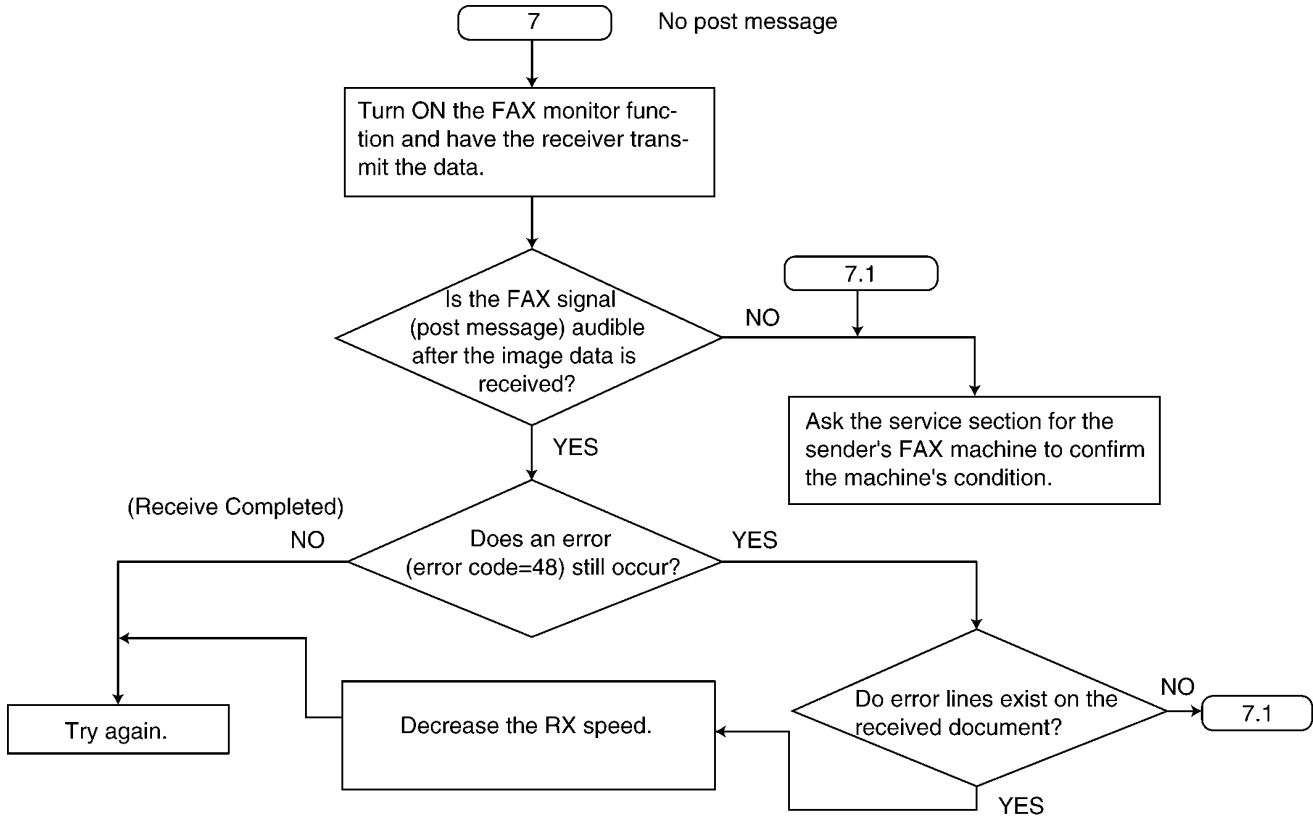 7
No post message
Turn ON the FAX monitor func-
tion and have the receiver trans-
mit the data.
Is the FAX signal
(post message) audible
after the image data is
received?
NO
7.1
Ask the service section for the
sender's FAX machine to confirm
the machine's condition.
YES
(Receive Completed)
NO
Does an error
(error code=48) still occur?
YES
Do error lines exist on the
received document?
NO
7.1
YES
Decrease the RX speed.
Try again.